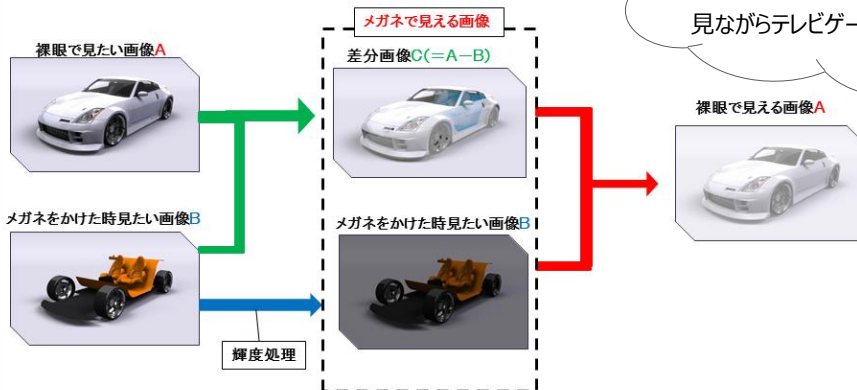 メガネで見える画像
見ながらテレビゲー
裸眼で見たい画像A
差分画像C(=A－B)
裸眼で見える画像A
メガネをかけた時見たい画像B
メガネをかけた時見たい画像B
輝度処理